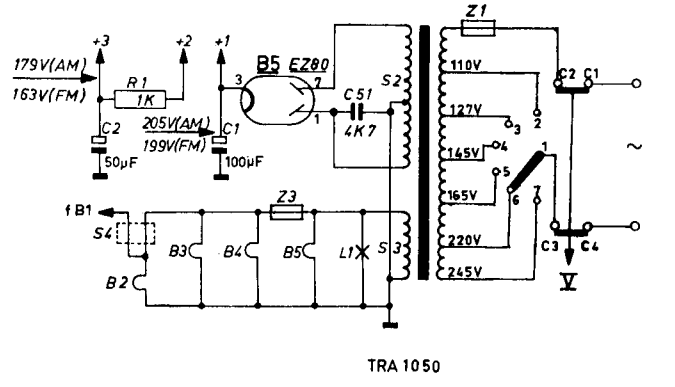 Z1
+3
+2
+1
179V(AM)
163V(FM)
R1
1K
C2
50µF
205V(AM)
199V(FM)
C1
100µF
B5 EZ80
3
7
1
C51
4K7
S2
110V
127V
145V
165V
220V
245V
C2
C1
2
3
4
5
1
6
7
~
C3
C4
V
f B1
S4
B2
B3
B4
Z3
B5
L1
S3
TRA 1050